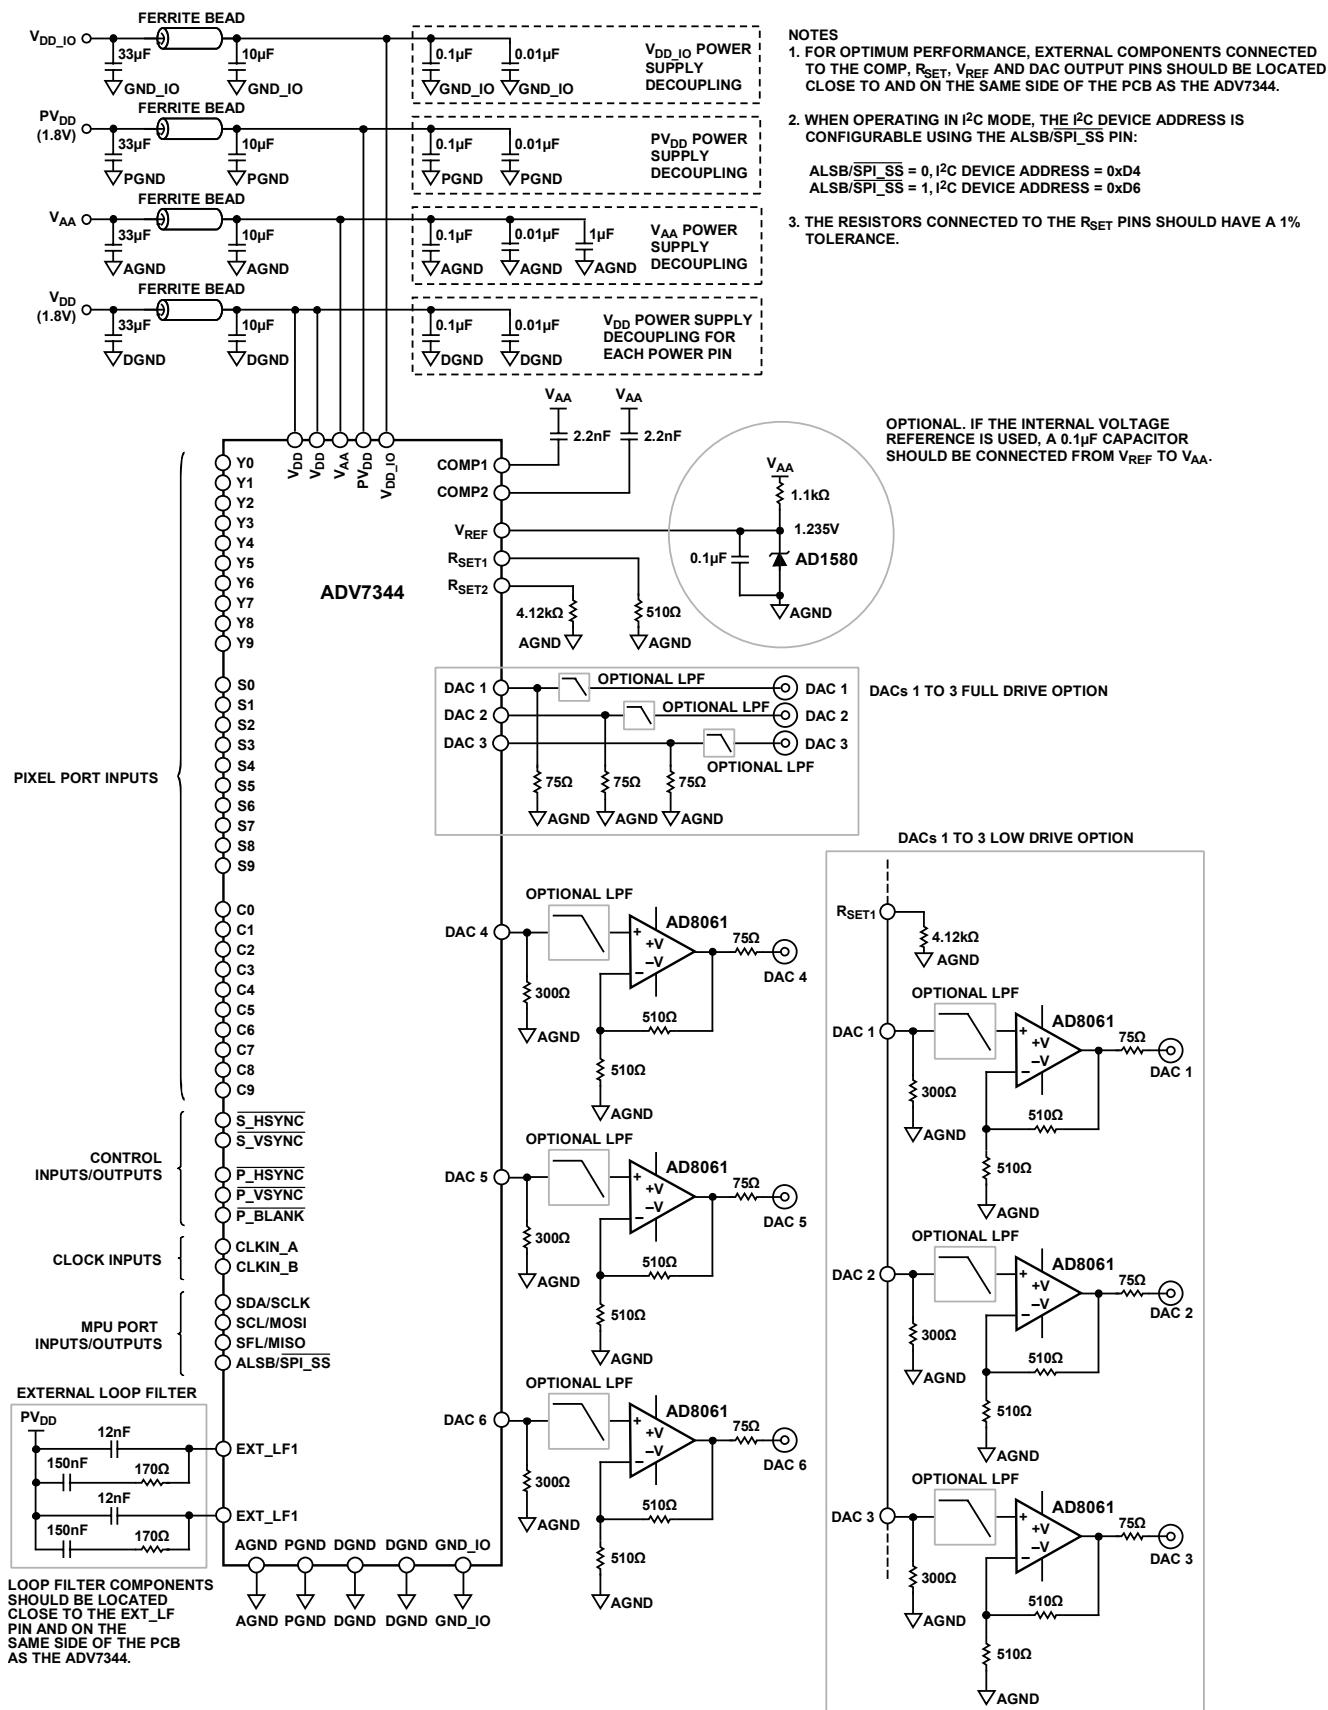 FERRITE BEAD
VDD_IO
33µF
10µF
GND_IO
GND_IO
0.1µF
0.01µF
GND_IO
GND_IO
VDD_IO POWER
SUPPLY
DECOUPLING
FERRITE BEAD
PVDD
(1.8V)
33µF
10µF
PGND
PGND
0.1µF
0.01µF
PGND
PGND
PVDD POWER
SUPPLY
DECOUPLING
FERRITE BEAD
VAA
33µF
10µF
AGND
AGND
0.1µF
0.01µF
1µF
AGND
AGND
AGND
VAA POWER
SUPPLY
DECOUPLING
FERRITE BEAD
VDD
(1.8V)
33µF
10µF
DGND
DGND
0.1µF
0.01µF
DGND
DGND
VDD POWER SUPPLY
DECOUPLING FOR
EACH POWER PIN
NOTES
1. FOR OPTIMUM PERFORMANCE, EXTERNAL COMPONENTS CONNECTED
TO THE COMP, RSET, VREF AND DAC OUTPUT PINS SHOULD BE LOCATED
CLOSE TO AND ON THE SAME SIDE OF THE PCB AS THE ADV7344.
2. WHEN OPERATING IN I2C MODE, THE I2C DEVICE ADDRESS IS
CONFIGURABLE USING THE ALSB/SPI_SS PIN:
ALSB/SPI_SS = 0, I2C DEVICE ADDRESS = 0xD4
ALSB/SPI_SS = 1, I2C DEVICE ADDRESS = 0xD6
3. THE RESISTORS CONNECTED TO THE RSET PINS SHOULD HAVE A 1%
TOLERANCE.
VAA
VAA
2.2nF
2.2nF
VDD
VDD
VAA
PVDD
VDD_IO
COMP1
COMP2
VREF
RSET1
RSET2
4.12kΩ
510Ω
AGND
AGND
OPTIONAL. IF THE INTERNAL VOLTAGE
REFERENCE IS USED, A 0.1µF CAPACITOR
SHOULD BE CONNECTED FROM VREF TO VAA.
VAA
1.1kΩ
1.235V
0.1µF
AD1580
AGND
ADV7344
PIXEL PORT INPUTS
Y0
Y1
Y2
Y3
Y4
Y5
Y6
Y7
Y8
Y9
S0
S1
S2
S3
S4
S5
S6
S7
S8
S9
C0
C1
C2
C3
C4
C5
C6
C7
C8
C9
CONTROL
INPUTS/OUTPUTS
S_HSYNC
S_VSYNC
P_HSYNC
P_VSYNC
P_BLANK
CLOCK INPUTS
CLKIN_A
CLKIN_B
MPU PORT
INPUTS/OUTPUTS
SDA/SCLK
SCL/MOSI
SFL/MISO
ALSB/SPI_SS
EXTERNAL LOOP FILTER
PVDD
12nF
150nF
170Ω
EXT_LF1
12nF
150nF
170Ω
EXT_LF1
LOOP FILTER COMPONENTS
SHOULD BE LOCATED
CLOSE TO THE EXT_LF
PIN AND ON THE
SAME SIDE OF THE PCB
AS THE ADV7344.
AGND PGND DGND DGND GND_IO
AGND PGND DGND DGND GND_IO
DAC 1
OPTIONAL LPF
DAC 1
DAC 2
OPTIONAL LPF
DAC 2
DAC 3
OPTIONAL LPF
DAC 3
75Ω
75Ω
75Ω
AGND
AGND
AGND
DACs 1 TO 3 FULL DRIVE OPTION
OPTIONAL LPF
DAC 4
AD8061
+
+V
–V
–
75Ω
DAC 4
300Ω
AGND
510Ω
510Ω
AGND
OPTIONAL LPF
DAC 5
AD8061
+
+V
–V
–
75Ω
DAC 5
300Ω
AGND
510Ω
510Ω
AGND
OPTIONAL LPF
DAC 6
AD8061
+
+V
–V
–
75Ω
DAC 6
300Ω
AGND
510Ω
510Ω
AGND
DACs 1 TO 3 LOW DRIVE OPTION
RSET1
4.12kΩ
AGND
OPTIONAL LPF
DAC 1
AD8061
+
+V
–V
–
75Ω
DAC 1
300Ω
AGND
510Ω
510Ω
AGND
OPTIONAL LPF
DAC 2
AD8061
+
+V
–V
–
75Ω
DAC 2
300Ω
AGND
510Ω
510Ω
AGND
OPTIONAL LPF
DAC 3
AD8061
+
+V
–V
–
75Ω
DAC 3
300Ω
AGND
510Ω
510Ω
AGND